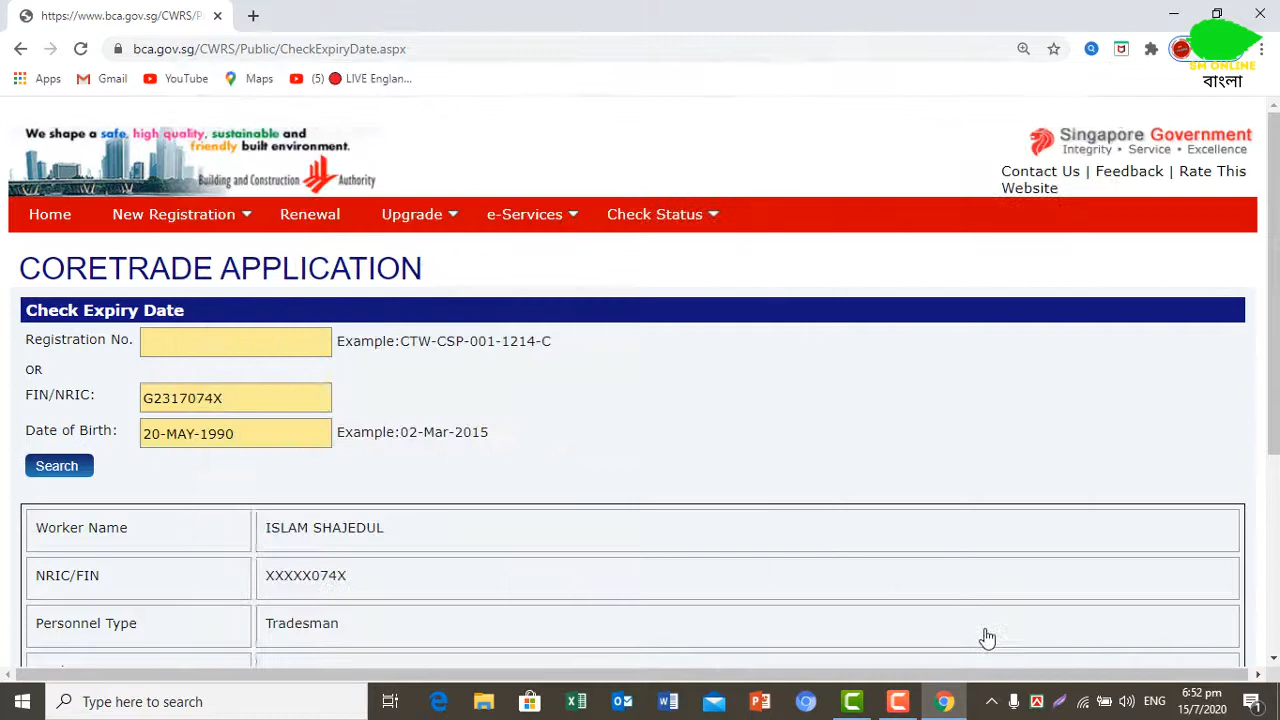 https://www.bca.gov.sg/CWRS/P
bca.gov.sg/CWRS/Public/CheckExpiryDate.aspx
Apps Gmail YouTube Maps (5) LIVE Englan...
SM ONLINE
বাংলা
We shape a safe, high quality, sustainable and
friendly built environment.
Building and Construction Authority
Singapore Government
Integrity • Service • Excellence
Contact Us | Feedback | Rate This
Website
Home New Registration Renewal Upgrade e-Services Check Status
CORETRADE APPLICATION
Check Expiry Date
Registration No. Example:CTW-CSP-001-1214-C
OR
FIN/NRIC: G2317074X
Date of Birth: 20-MAY-1990 Example:02-Mar-2015
Search
Worker Name ISLAM SHAJEDUL
NRIC/FIN XXXXX074X
Personnel Type Tradesman
Type here to search
ENG
6:52 pm
15/7/2020
1